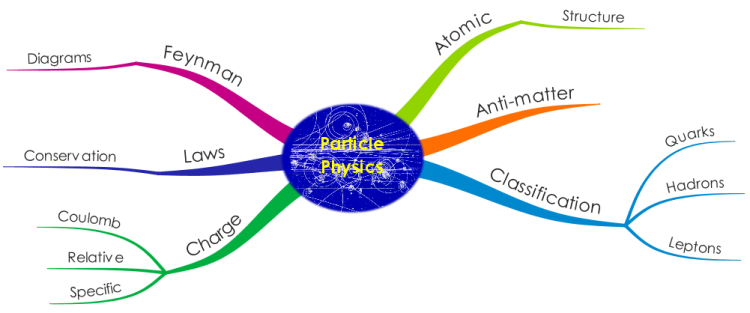 Particle
Physics
Atomic
Structure
Anti-matter
Classification
Quarks
Hadrons
Leptons
Feynman
Diagrams
Laws
Conservation
Charge
Coulomb
Relative
Specific